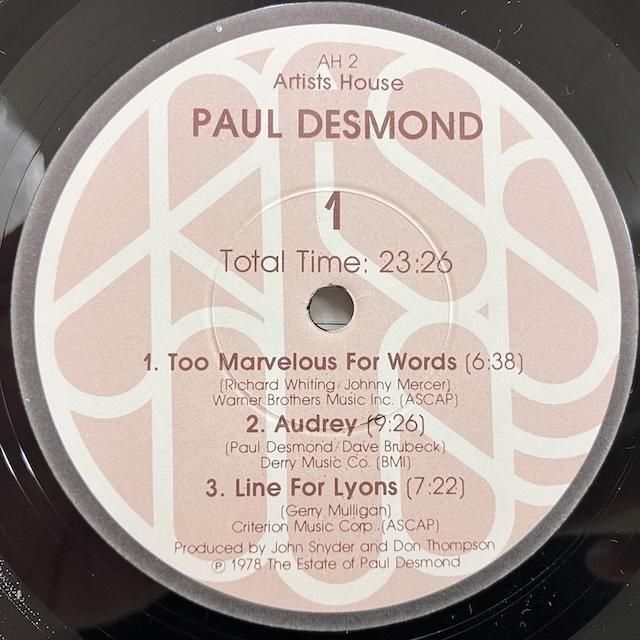 AH 2
Artists House
PAUL DESMOND
1
Total Time: 23:26
1. Too Marvelous For Words (6:38)
(Richard Whiting/Johnny Mercer)
Warner Brothers Music Inc. (ASCAP)
2. Audrey (9:26)
(Paul Desmond/Dave Brubeck)
Derry Music Co. (BMI)
3. Line For Lyons (7:22)
(Gerry Mulligan)
Criterion Music Corp. (ASCAP)
Produced by John Snyder and Don Thompson
℗ 1978 The Estate of Paul Desmond